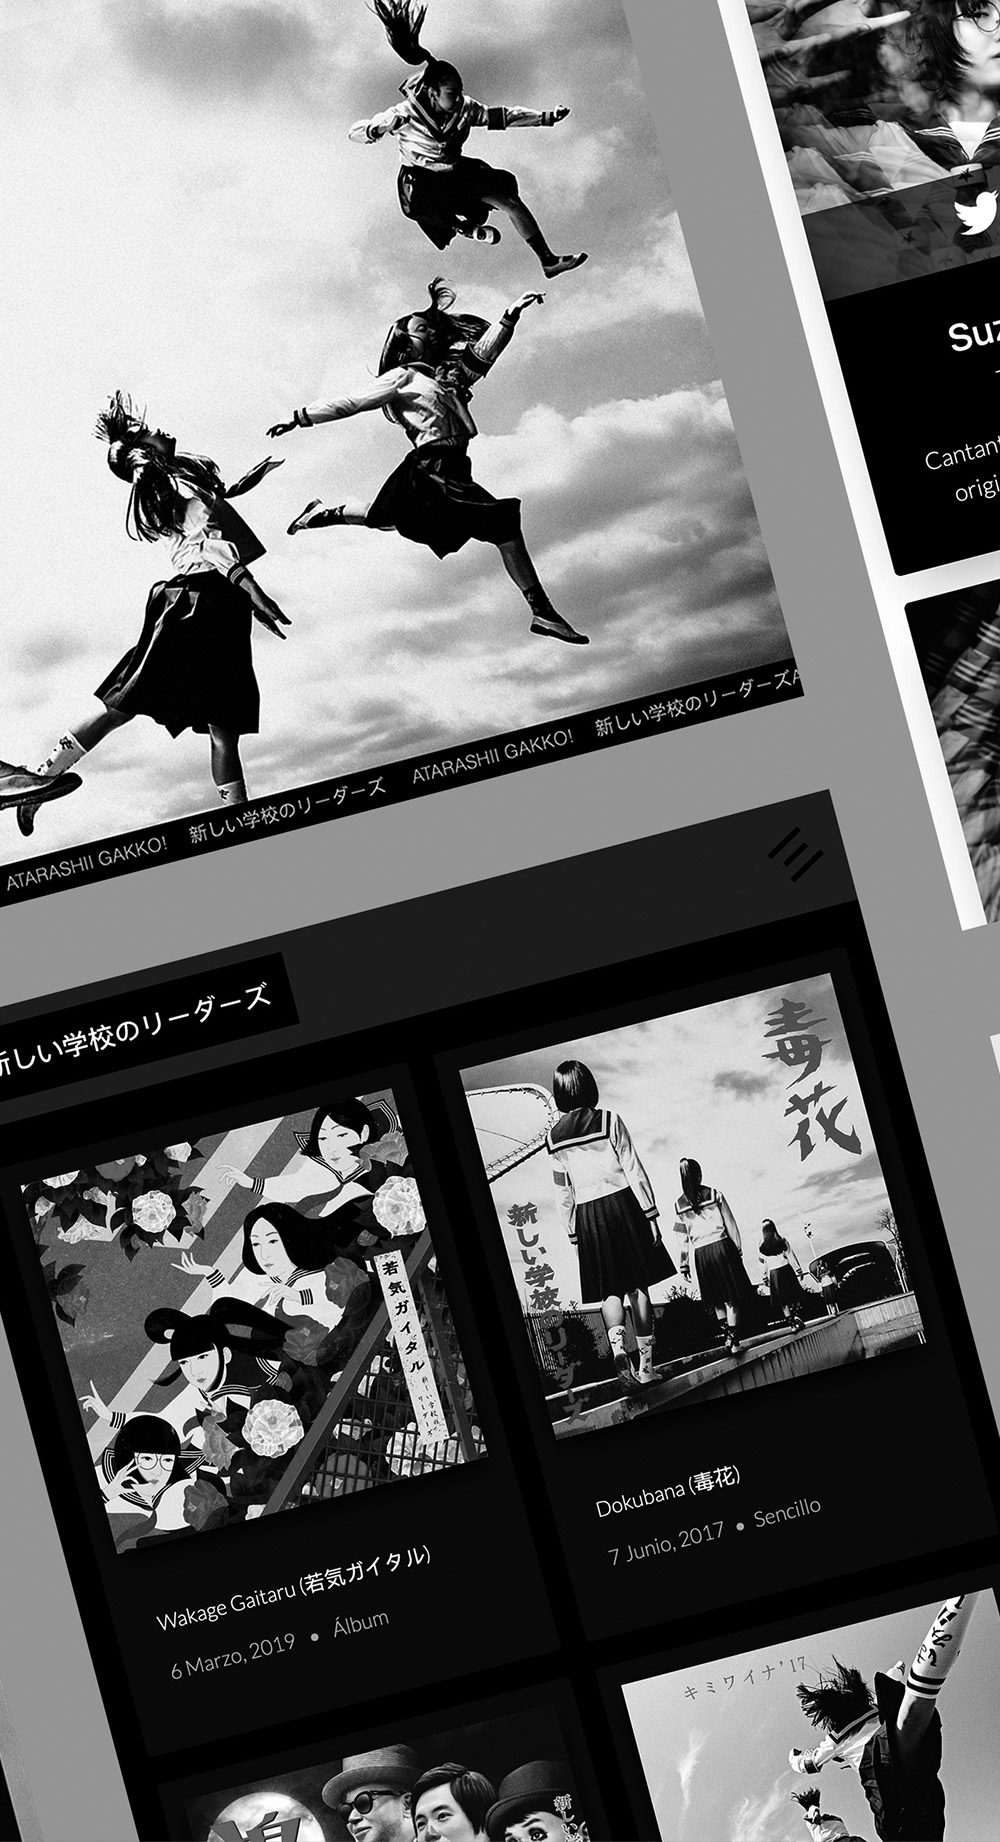 ATARASHII GAKKO! 新しい学校のリーダーズ ATARASHII GAKKO! 新しい学校のリーダーズA
Suz
Cantant
origi
新しい学校のリーダーズ
若気ガイタル
新しい学校のリーダーズ
毒花
新しい学校のリーダーズ
Wakage Gaitaru (若気ガイタル)
6 Marzo, 2019 • Álbum
Dokubana (毒花)
7 Junio, 2017 • Sencillo
キミワイナ'17
新しい